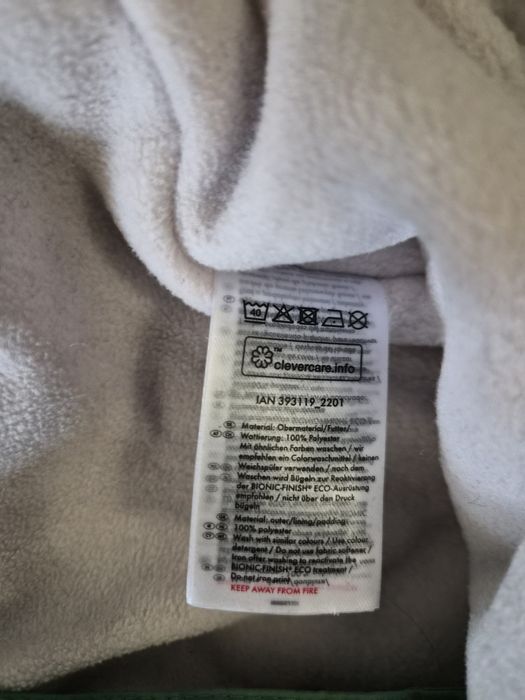 40
clevercare.info
TM
IAN 393119_2201
DE Material: Obermaterial/Futter/
Wattierung: 100% Polyester
Mit ähnlichen Farben waschen / wir
empfehlen ein Colorwaschmittel / keinen
Weichspüler verwenden / nach dem
Waschen wird Bügeln zur Reaktivierung
der BIONIC-FINISH® ECO-Ausrüstung
empfohlen / nicht über den Druck
bügeln
Material: outer/lining/padding:
100% polyester
Wash with similar colours / Use colour
detergent / Do not use fabric softener /
Iron after washing to reactivate the
BIONIC-FINISH® ECO treatment /
Do not iron print
KEEP AWAY FROM FIRE